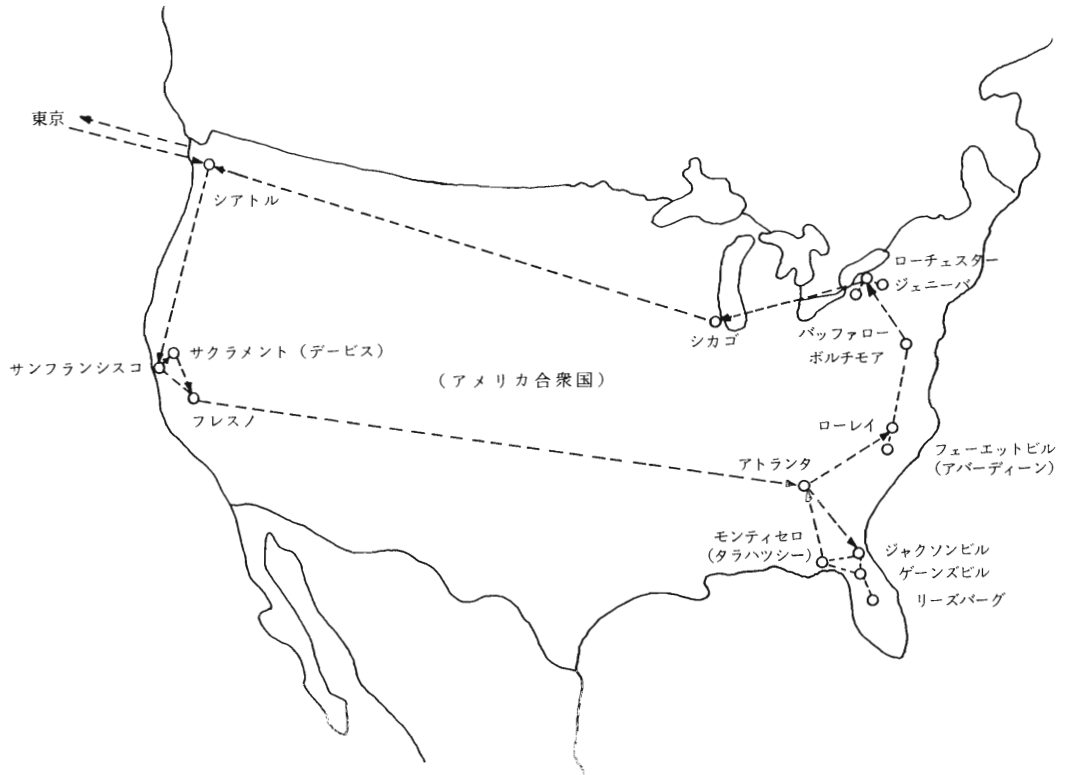 東京
シアトル
ローチェスター
ジェニーバ
バッファロー
シカゴ
ボルチモア
サクラメント（デービス）
サンフランシスコ
（アメリカ合衆国）
フレスノ
ローレイ
フェーエットビル
（アバーディーン）
アトランタ
モンティセロ
（タラハツシー）
ジャクソンビル
ゲーンズビル
リーズバーグ